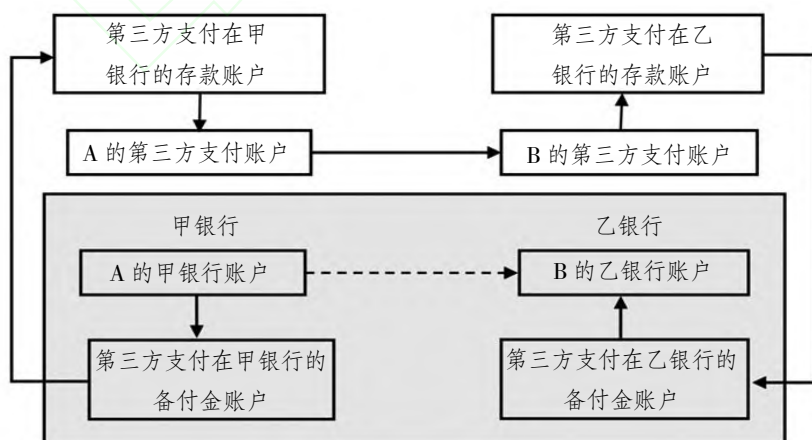 第三方支付在甲
银行的存款账户
第三方支付在乙
银行的存款账户
A 的第三方支付账户
B 的第三方支付账户
甲银行
乙银行
A 的甲银行账户
B 的乙银行账户
第三方支付在甲银行的
备付金账户
第三方支付在乙银行的
备付金账户